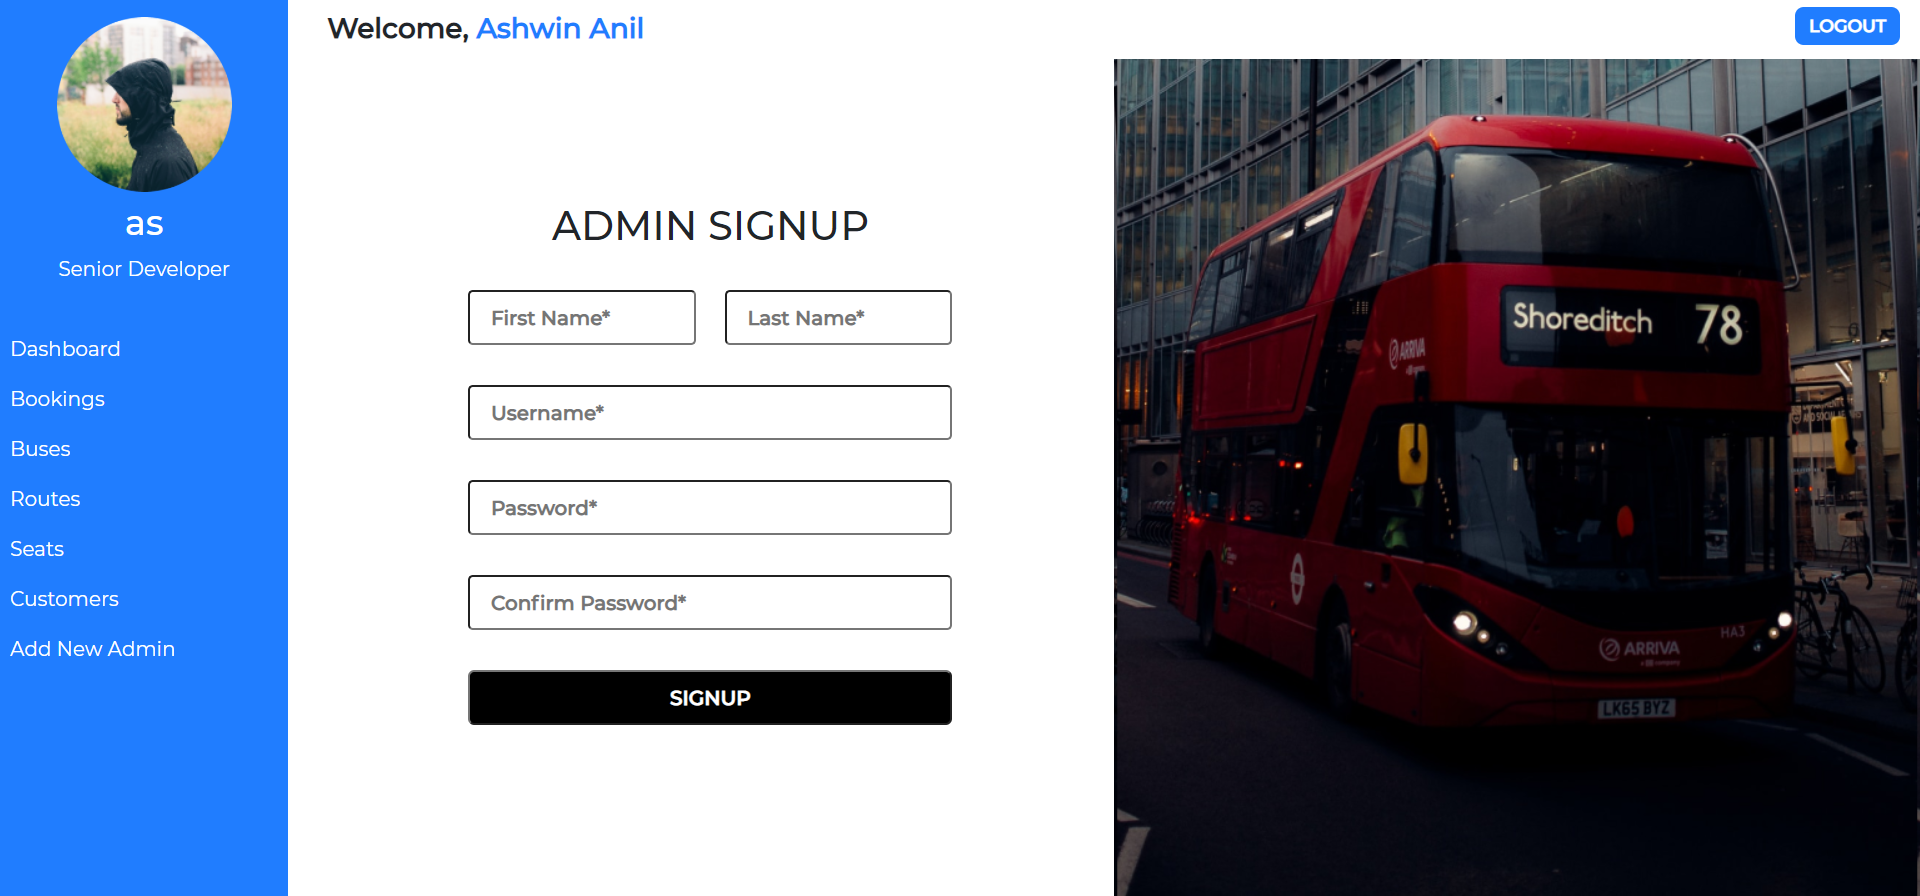 Welcome, Ashwin Anil
LOGOUT
as
Senior Developer
Dashboard
Bookings
Buses
Routes
Seats
Customers
Add New Admin
ADMIN SIGNUP
First Name*
Last Name*
Username*
Password*
Confirm Password*
SIGNUP
Shoreditch 78
ARRIVA
HA3
ARRIVA
LK65 BYZ